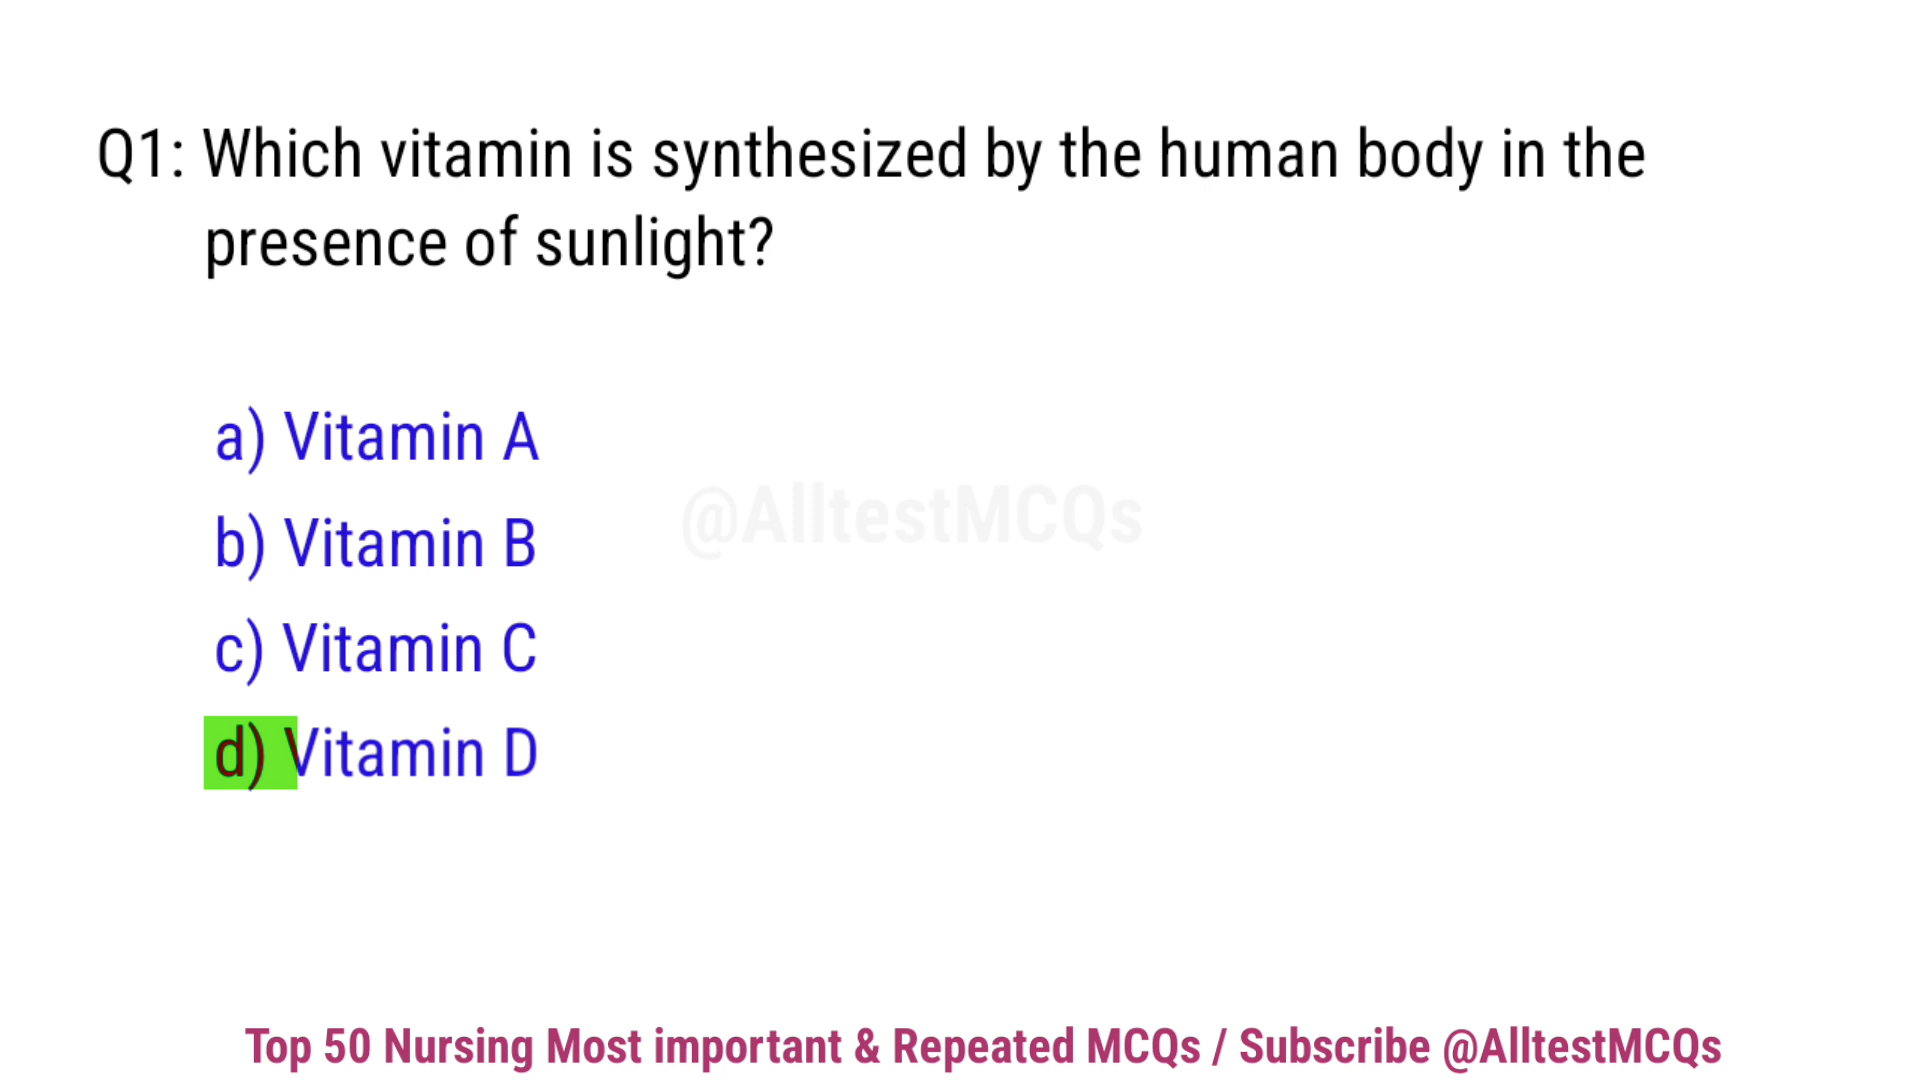 Q1: Which vitamin is synthesized by the human body in the
presence of sunlight?
a) Vitamin A
@AlltestMCQs
b) Vitamin B
c) Vitamin C
d) Vitamin D
Top 50 Nursing Most important & Repeated MCQs / Subscribe @AlltestMCQs